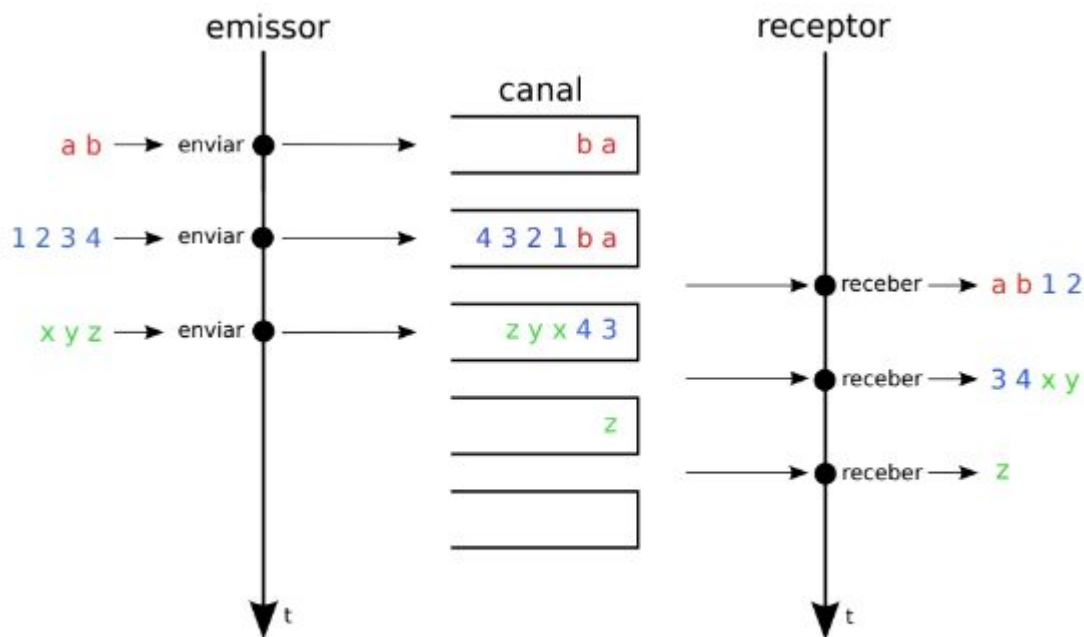 emissor
receptor
canal
a b enviar b a
1 2 3 4 enviar 4 3 2 1 b a
receber a b 1 2
x y z enviar z y x 4 3
receber 3 4 x y
z
receber z
t
t